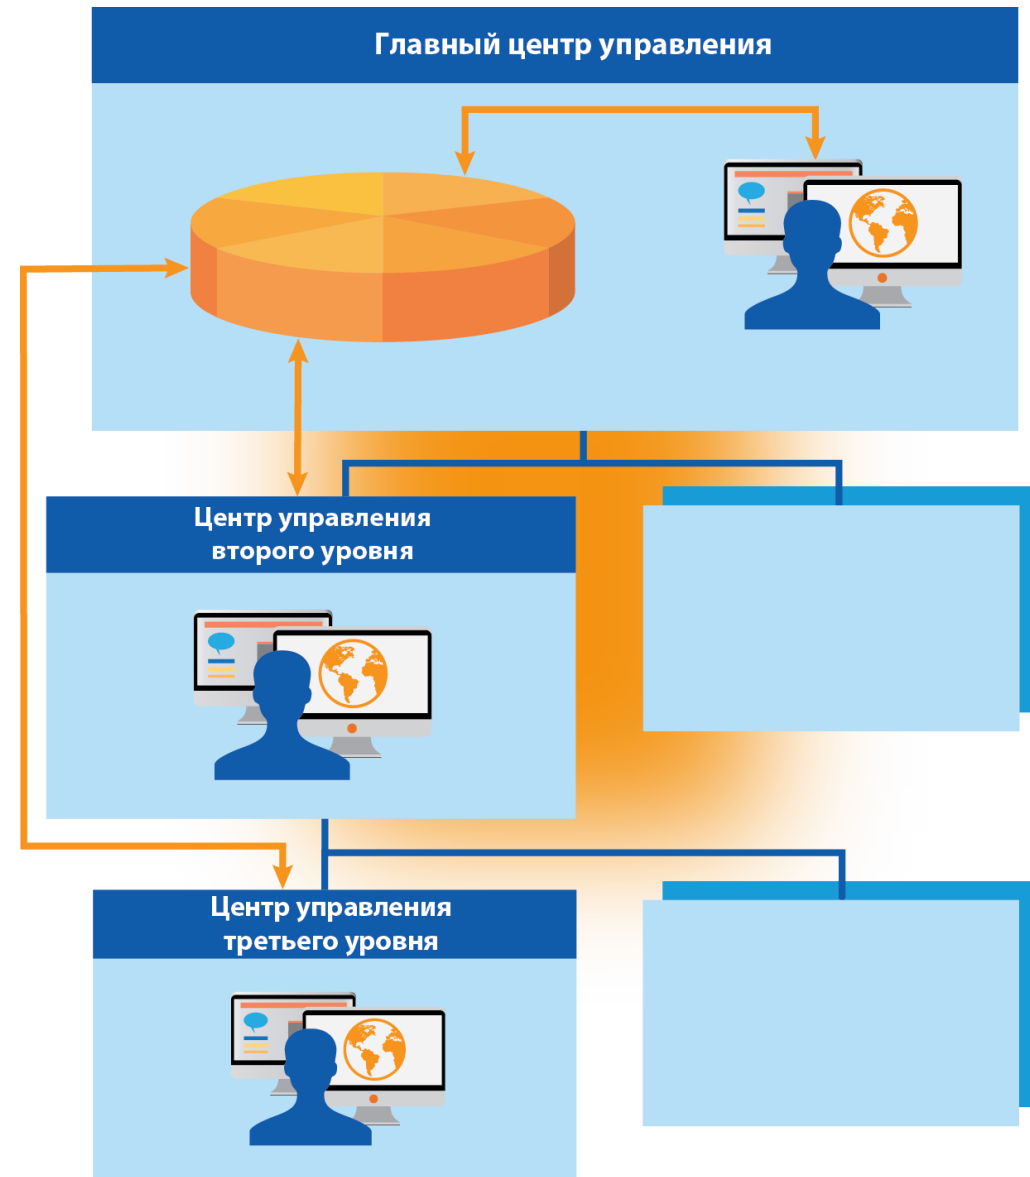 Главный центр управления
Центр управления
второго уровня
Центр управления
третьего уровня